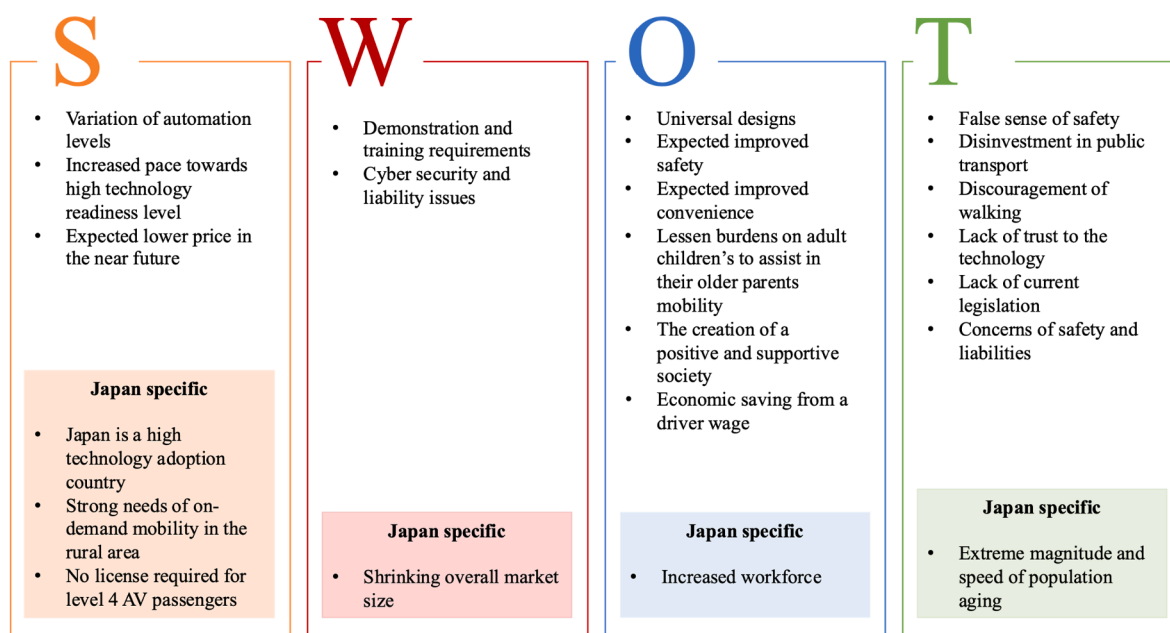 S
• Variation of automation
levels
• Increased pace towards
high technology
readiness level
• Expected lower price in
the near future
Japan specific
• Japan is a high
technology adoption
country
• Strong needs of on-
demand mobility in the
rural area
• No license required for
level 4 AV passengers
W
• Demonstration and
training requirements
• Cyber security and
liability issues
Japan specific
• Shrinking overall market
size
O
• Universal designs
• Expected improved
safety
• Expected improved
convenience
• Lessen burdens on adult
children’s to assist in
their older parents
mobility
• The creation of a
positive and supportive
society
• Economic saving from a
driver wage
Japan specific
• Increased workforce
T
• False sense of safety
• Disinvestment in public
transport
• Discouragement of
walking
• Lack of trust to the
technology
• Lack of current
legislation
• Concerns of safety and
liabilities
Japan specific
• Extreme magnitude and
speed of population
aging